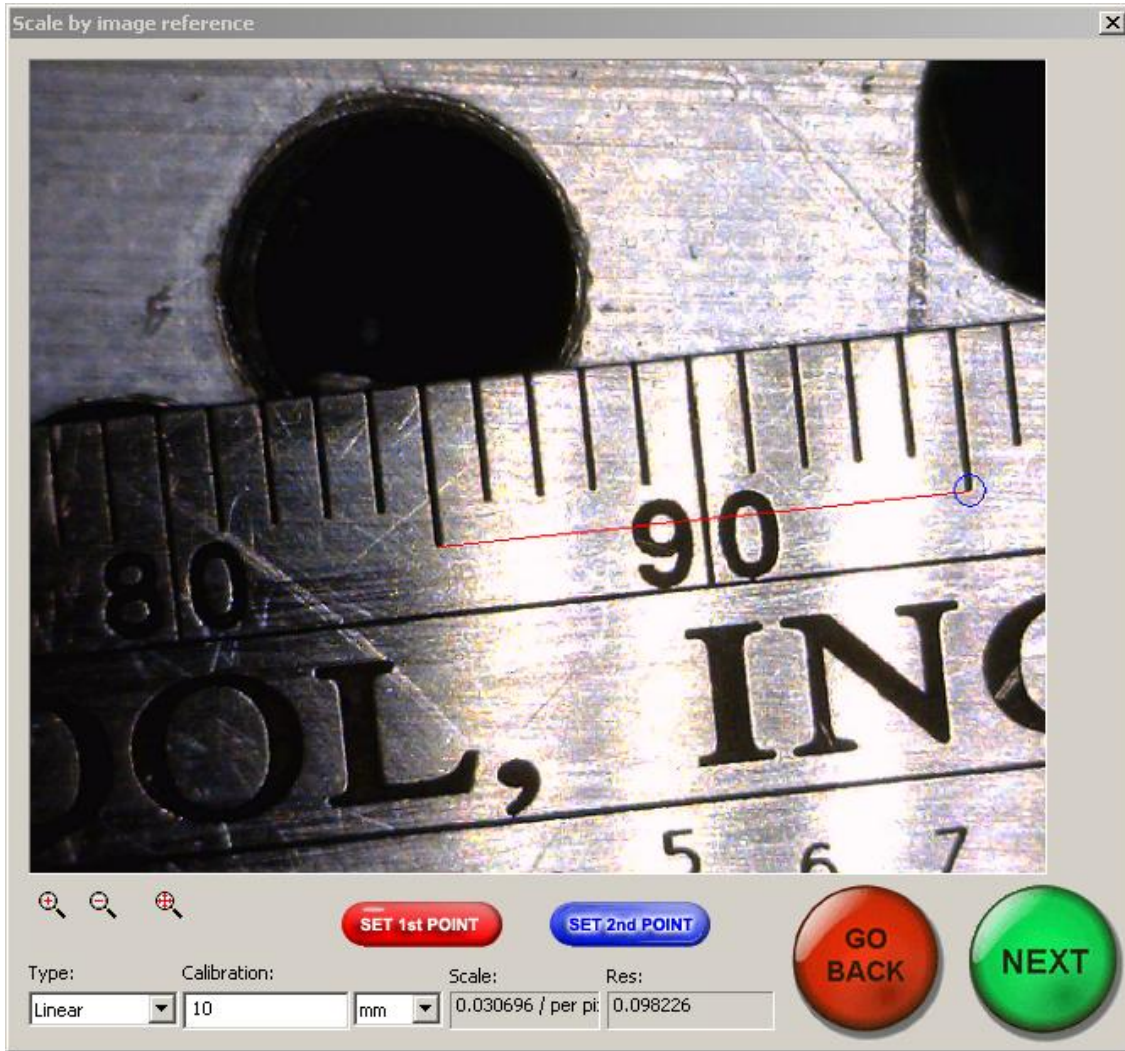 Scale by image reference
80
90
OOL, INC
5 6 7
SET 1st POINT
SET 2nd POINT
GO BACK
NEXT
Type:
Calibration:
Scale:
Res:
Linear
10
mm
0.030696 / per pi
0.098226